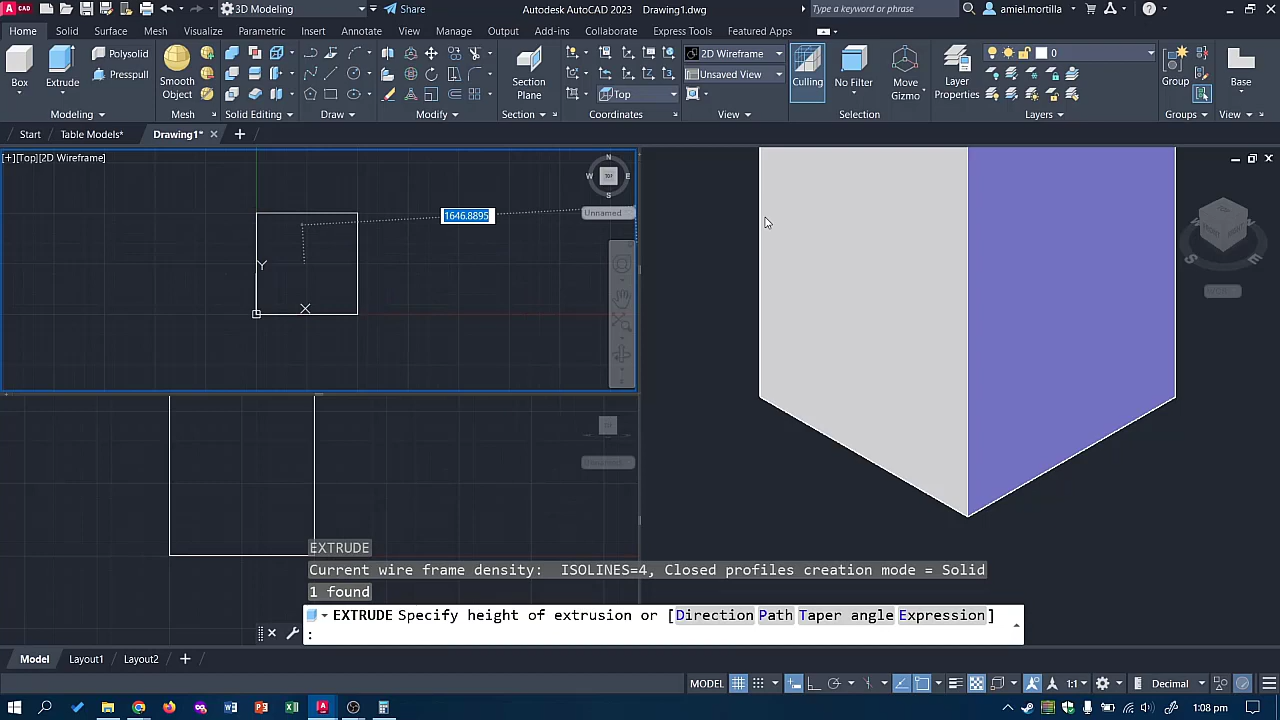 CAD
3D Modeling
Share
Autodesk AutoCAD 2023
Drawing1.dwg
Type a keyword or phrase
amiel.mortilla
Home
Solid
Surface
Mesh
Visualize
Parametric
Insert
Annotate
View
Manage
Output
Add-ins
Collaborate
Express Tools
Featured Apps
Box
Extrude
Polysolid
Presspull
Smooth
Object
Section
Plane
Top
2D Wireframe
Unsaved View
Culling
No Filter
Move
Gizmo
Layer
Properties
0
Group
Base
Modeling
Mesh
Solid Editing
Draw
Modify
Section
Coordinates
View
Selection
Layers
Groups
View
Start
Table Models*
Drawing1*
[+][Top][2D Wireframe]
N
W
TOP
E
S
Unnamed
1646.8895
Y
X
S
E
EXTRUDE
Current wire frame density:  ISOLINES=4, Closed profiles creation mode = Solid
1 found
EXTRUDE Specify height of extrusion or [Direction Path Taper angle Expression]
:
Model
Layout1
Layout2
MODEL
1:1
Decimal
1:08 pm